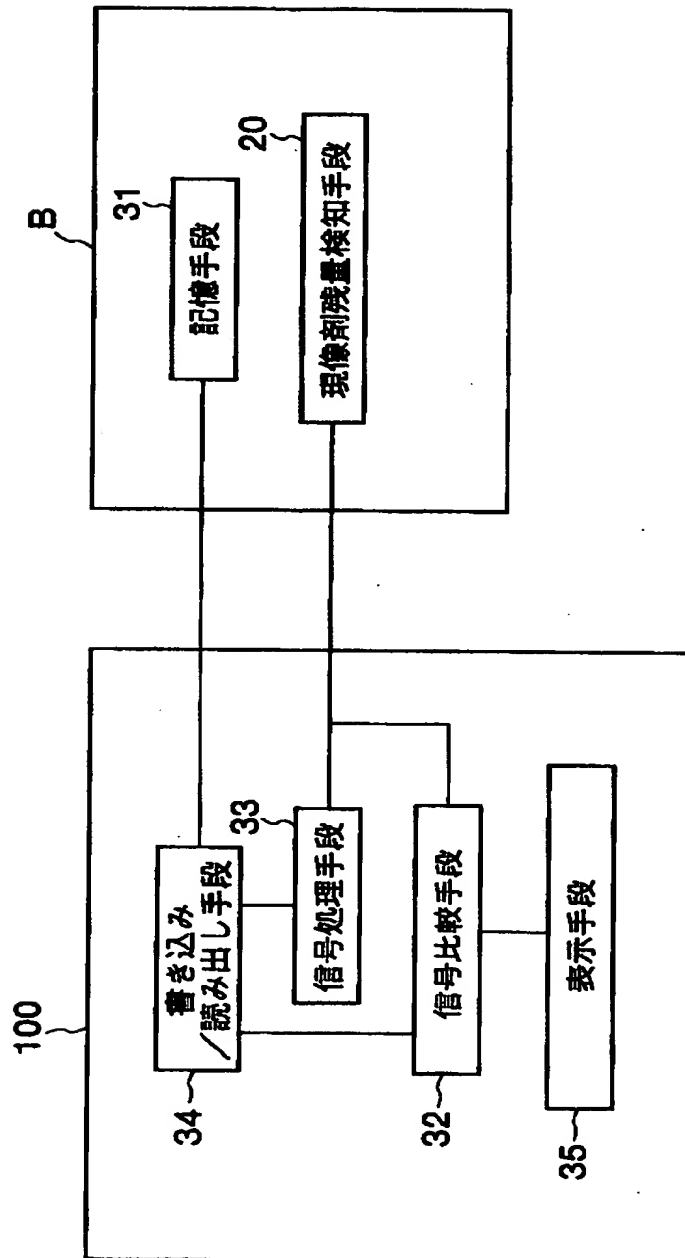 100
B
34
書き込み
／読み出し手段
33
信号処理手段
32
信号比較手段
35
表示手段
31
記憶手段
20
現像剤残量検知手段